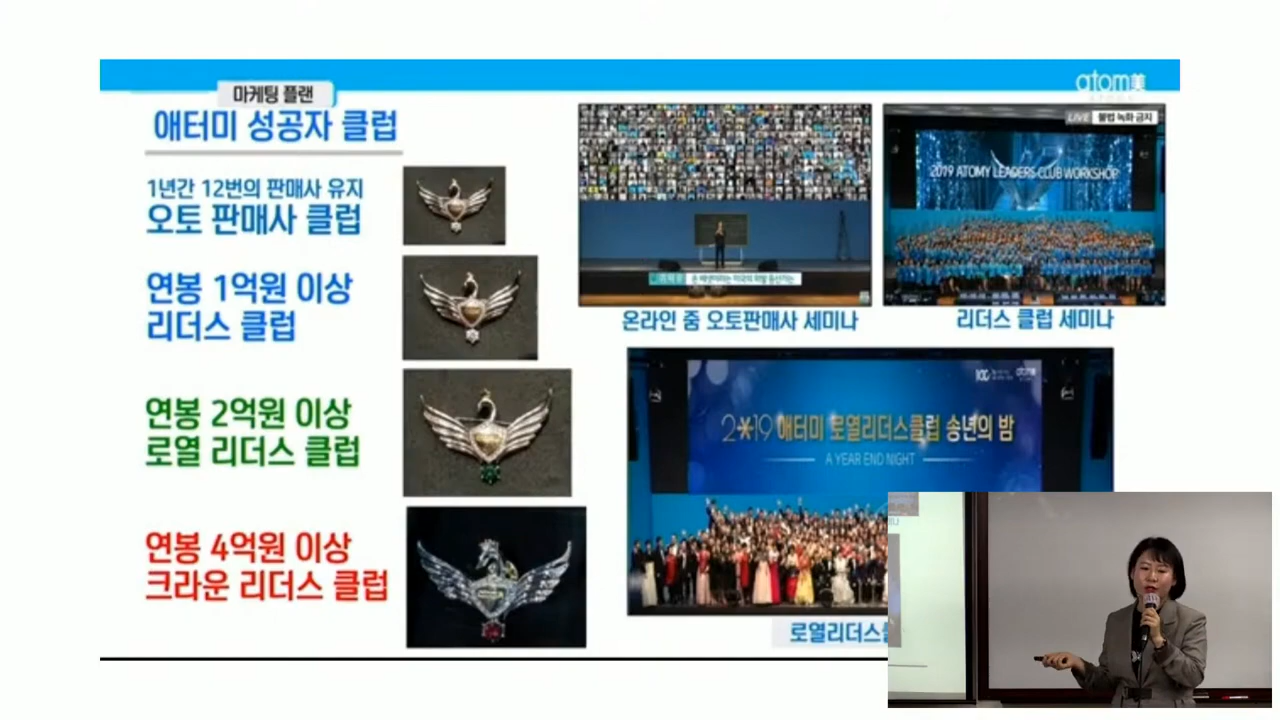 마케팅 플랜
atom美
애터미 성공자 클럽
1년간 12번의 판매사 유지
오토 판매사 클럽
연봉 1억원 이상
리더스 클럽
연봉 2억원 이상
로열 리더스 클럽
연봉 4억원 이상
크라운 리더스 클럽
LIVE 불법 녹화 금지
2019 ATOMY LEADERS CLUB WORKSHOP
온라인 줌 오토판매사 세미나
리더스 클럽 세미나
2019 애터미 로열리더스클럽 송년의 밤
A YEAR END NIGHT
로열리더스클